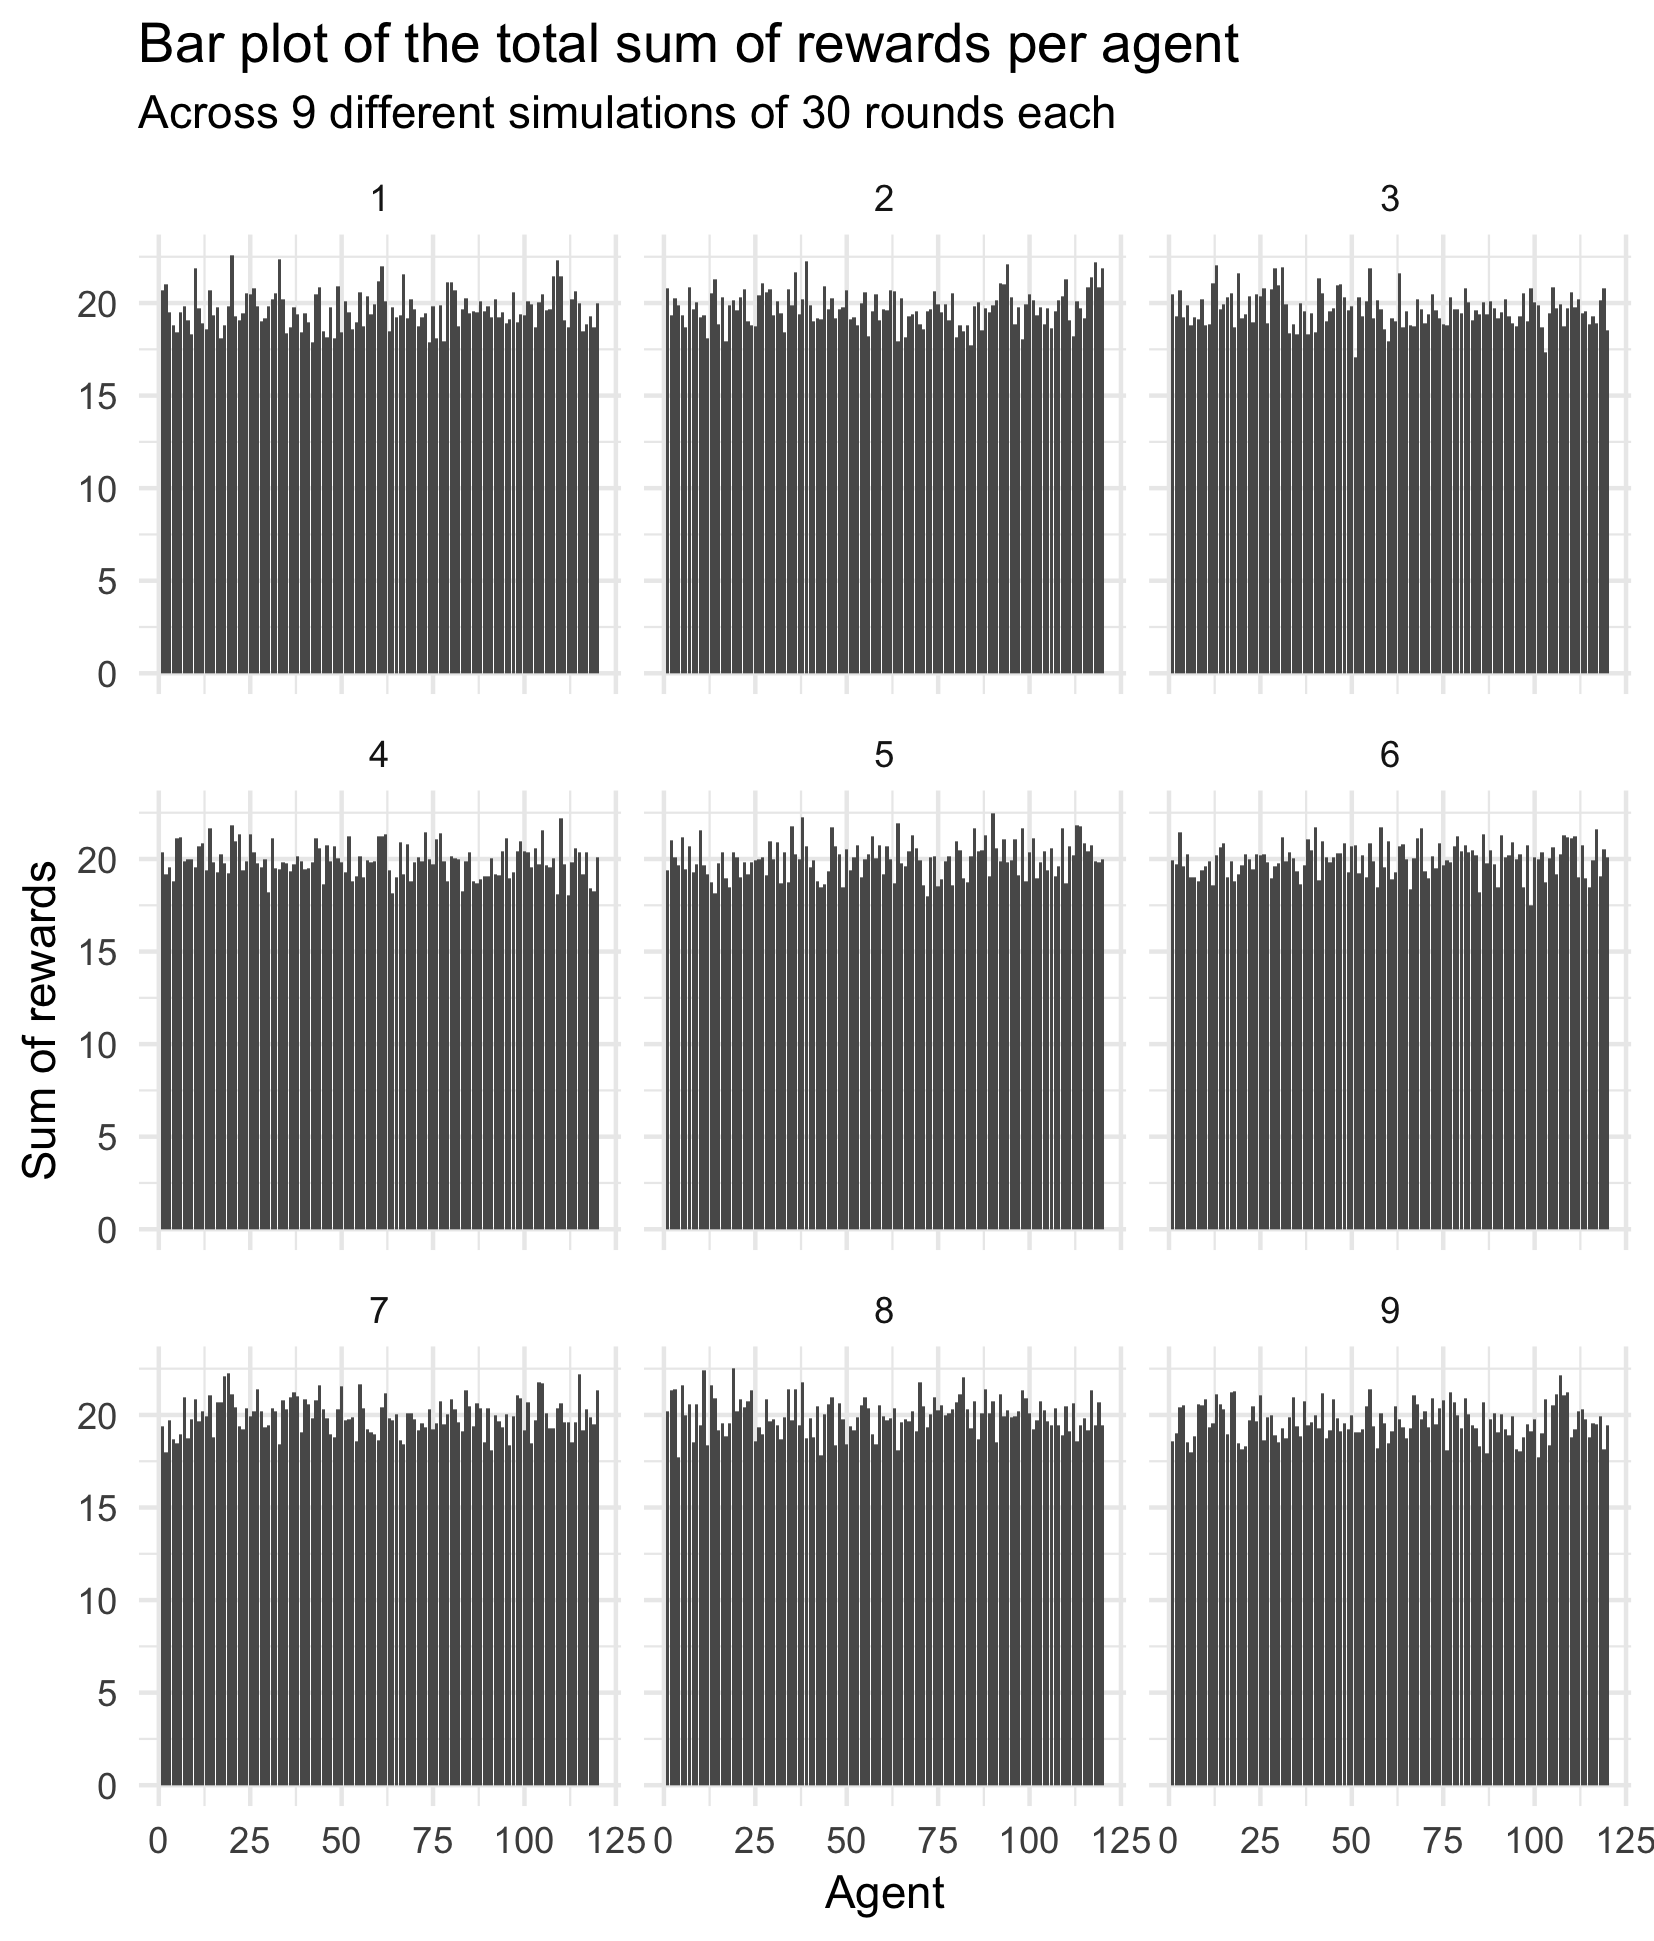 Bar plot of the total sum of rewards per agent
Across 9 different simulations of 30 rounds each
1 2 3
20
15
10
5
0
4 5 6
20
15
10
5
0
7 8 9
20
15
10
5
0
0 25 50 75 100 125 0 25 50 75 100 125 0 25 50 75 100 125
Sum of rewards
Agent